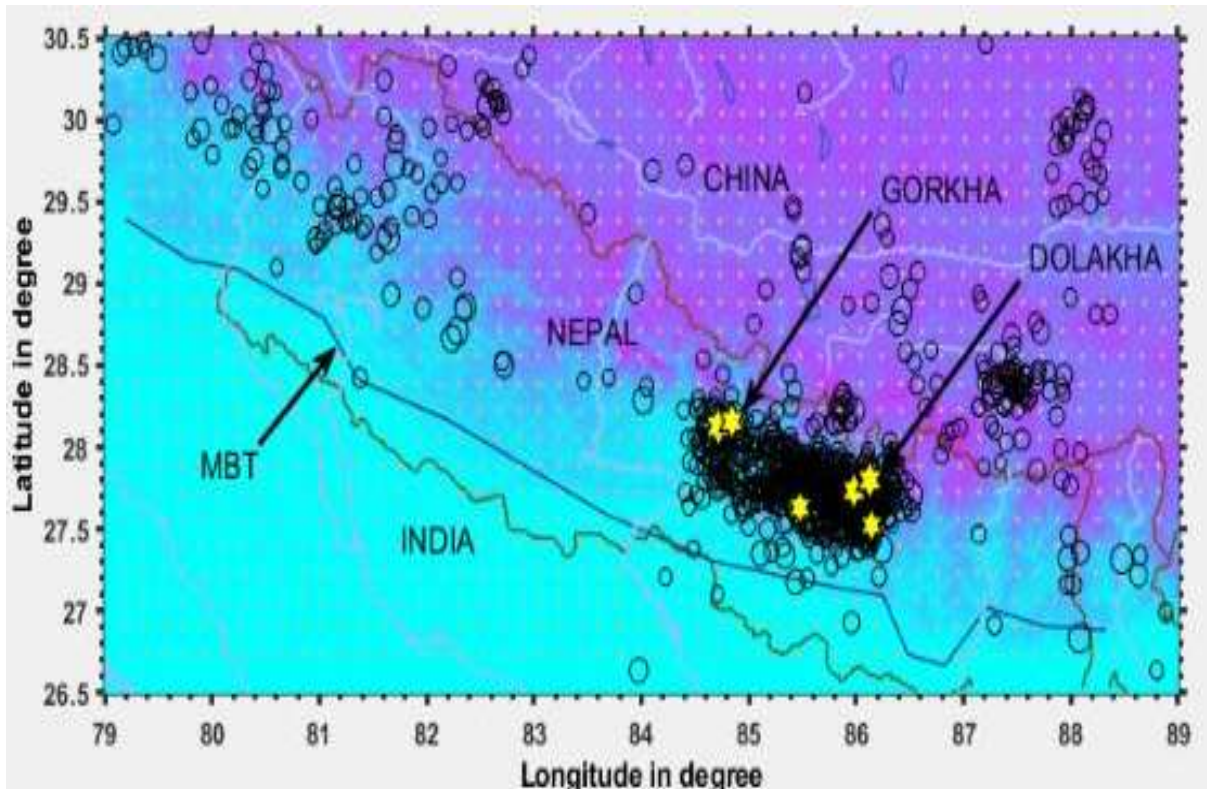 30.5
30
29.5
29
28.5
28
27.5
27
26.5
Latitude in degree
CHINA
GORKHA
DOLAKHA
NEPAL
MBT
INDIA
79 80 81 82 83 84 85 86 87 88 89
Longitude in degree